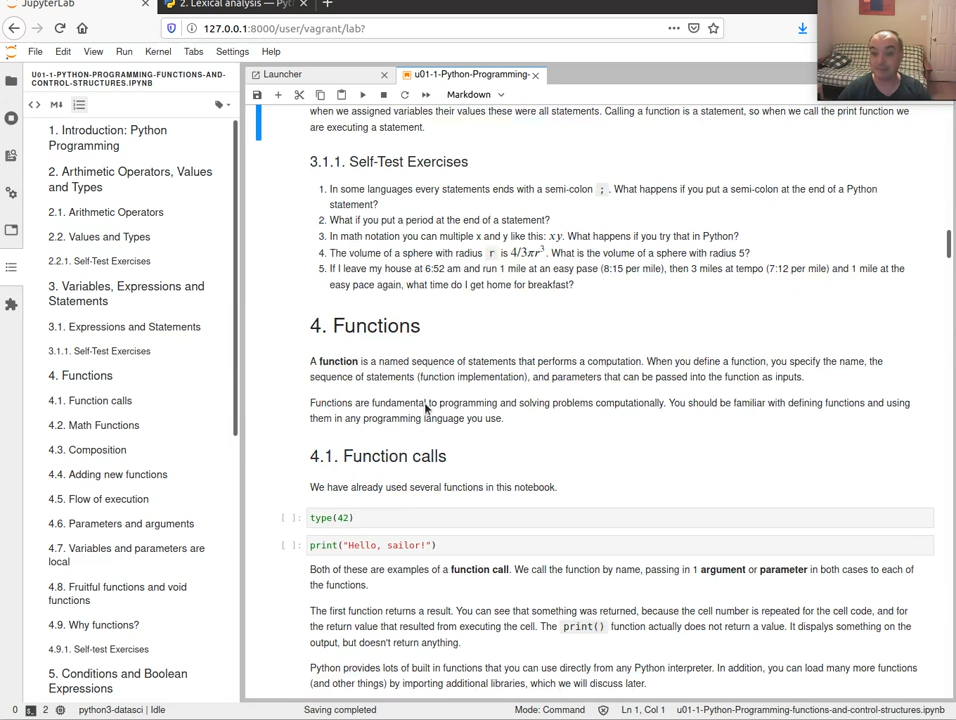 JupyterLab
2. Lexical analysis — Pyt
127.0.0.1:8000/user/vagrant/lab?
File Edit View Run Kernel Tabs Settings Help
U01-1-PYTHON-PROGRAMMING-FUNCTIONS-AND-
CONTROL-STRUCTURES.IPYNB
1. Introduction: Python
Programming
2. Arthimetic Operators, Values
and Types
2.1. Arithmetic Operators
2.2. Values and Types
2.2.1. Self-Test Exercises
3. Variables, Expressions and
Statements
3.1. Expressions and Statements
3.1.1. Self-Test Exercises
4. Functions
4.1. Function calls
4.2. Math Functions
4.3. Composition
4.4. Adding new functions
4.5. Flow of execution
4.6. Parameters and arguments
4.7. Variables and parameters are
local
4.8. Fruitful functions and void
functions
4.9. Why functions?
4.9.1. Self-test Exercises
5. Conditions and Boolean
Expressions
Launcher
u01-1-Python-Programming-
Markdown
when we assigned variables their values these were all statements. Calling a function is a statement, so when we call the print function we
are executing a statement.
3.1.1. Self-Test Exercises
1. In some languages every statements ends with a semi-colon ; . What happens if you put a semi-colon at the end of a Python
statement?
2. What if you put a period at the end of a statement?
3. In math notation you can multiple x and y like this: xy. What happens if you try that in Python?
4. The volume of a sphere with radius r is 4/3πr³. What is the volume of a sphere with radius 5?
5. If I leave my house at 6:52 am and run 1 mile at an easy pase (8:15 per mile), then 3 miles at tempo (7:12 per mile) and 1 mile at the
easy pace again, what time do I get home for breakfast?
4. Functions
A function is a named sequence of statements that performs a computation. When you define a function, you specify the name, the
sequence of statements (function implementation), and parameters that can be passed into the function as inputs.
Functions are fundamental to programming and solving problems computationally. You should be familiar with defining functions and using
them in any programming language you use.
4.1. Function calls
We have already used several functions in this notebook.
[ ]: type(42)
[ ]: print("Hello, sailor!")
Both of these are examples of a function call. We call the function by name, passing in 1 argument or parameter in both cases to each of
the functions.
The first function returns a result. You can see that something was returned, because the cell number is repeated for the cell code, and for
the return value that resulted from executing the cell. The print() function actually does not return a value. It dispalys something on the
output, but doesn't return anything.
Python provides lots of built in functions that you can use directly from any Python interpreter. In addition, you can load many more functions
(and other things) by importing additional libraries, which we will discuss later.
0 2 python3-datasci | Idle Saving completed Mode: Command Ln 1, Col 1 u01-1-Python-Programming-functions-and-control-structures.ipynb